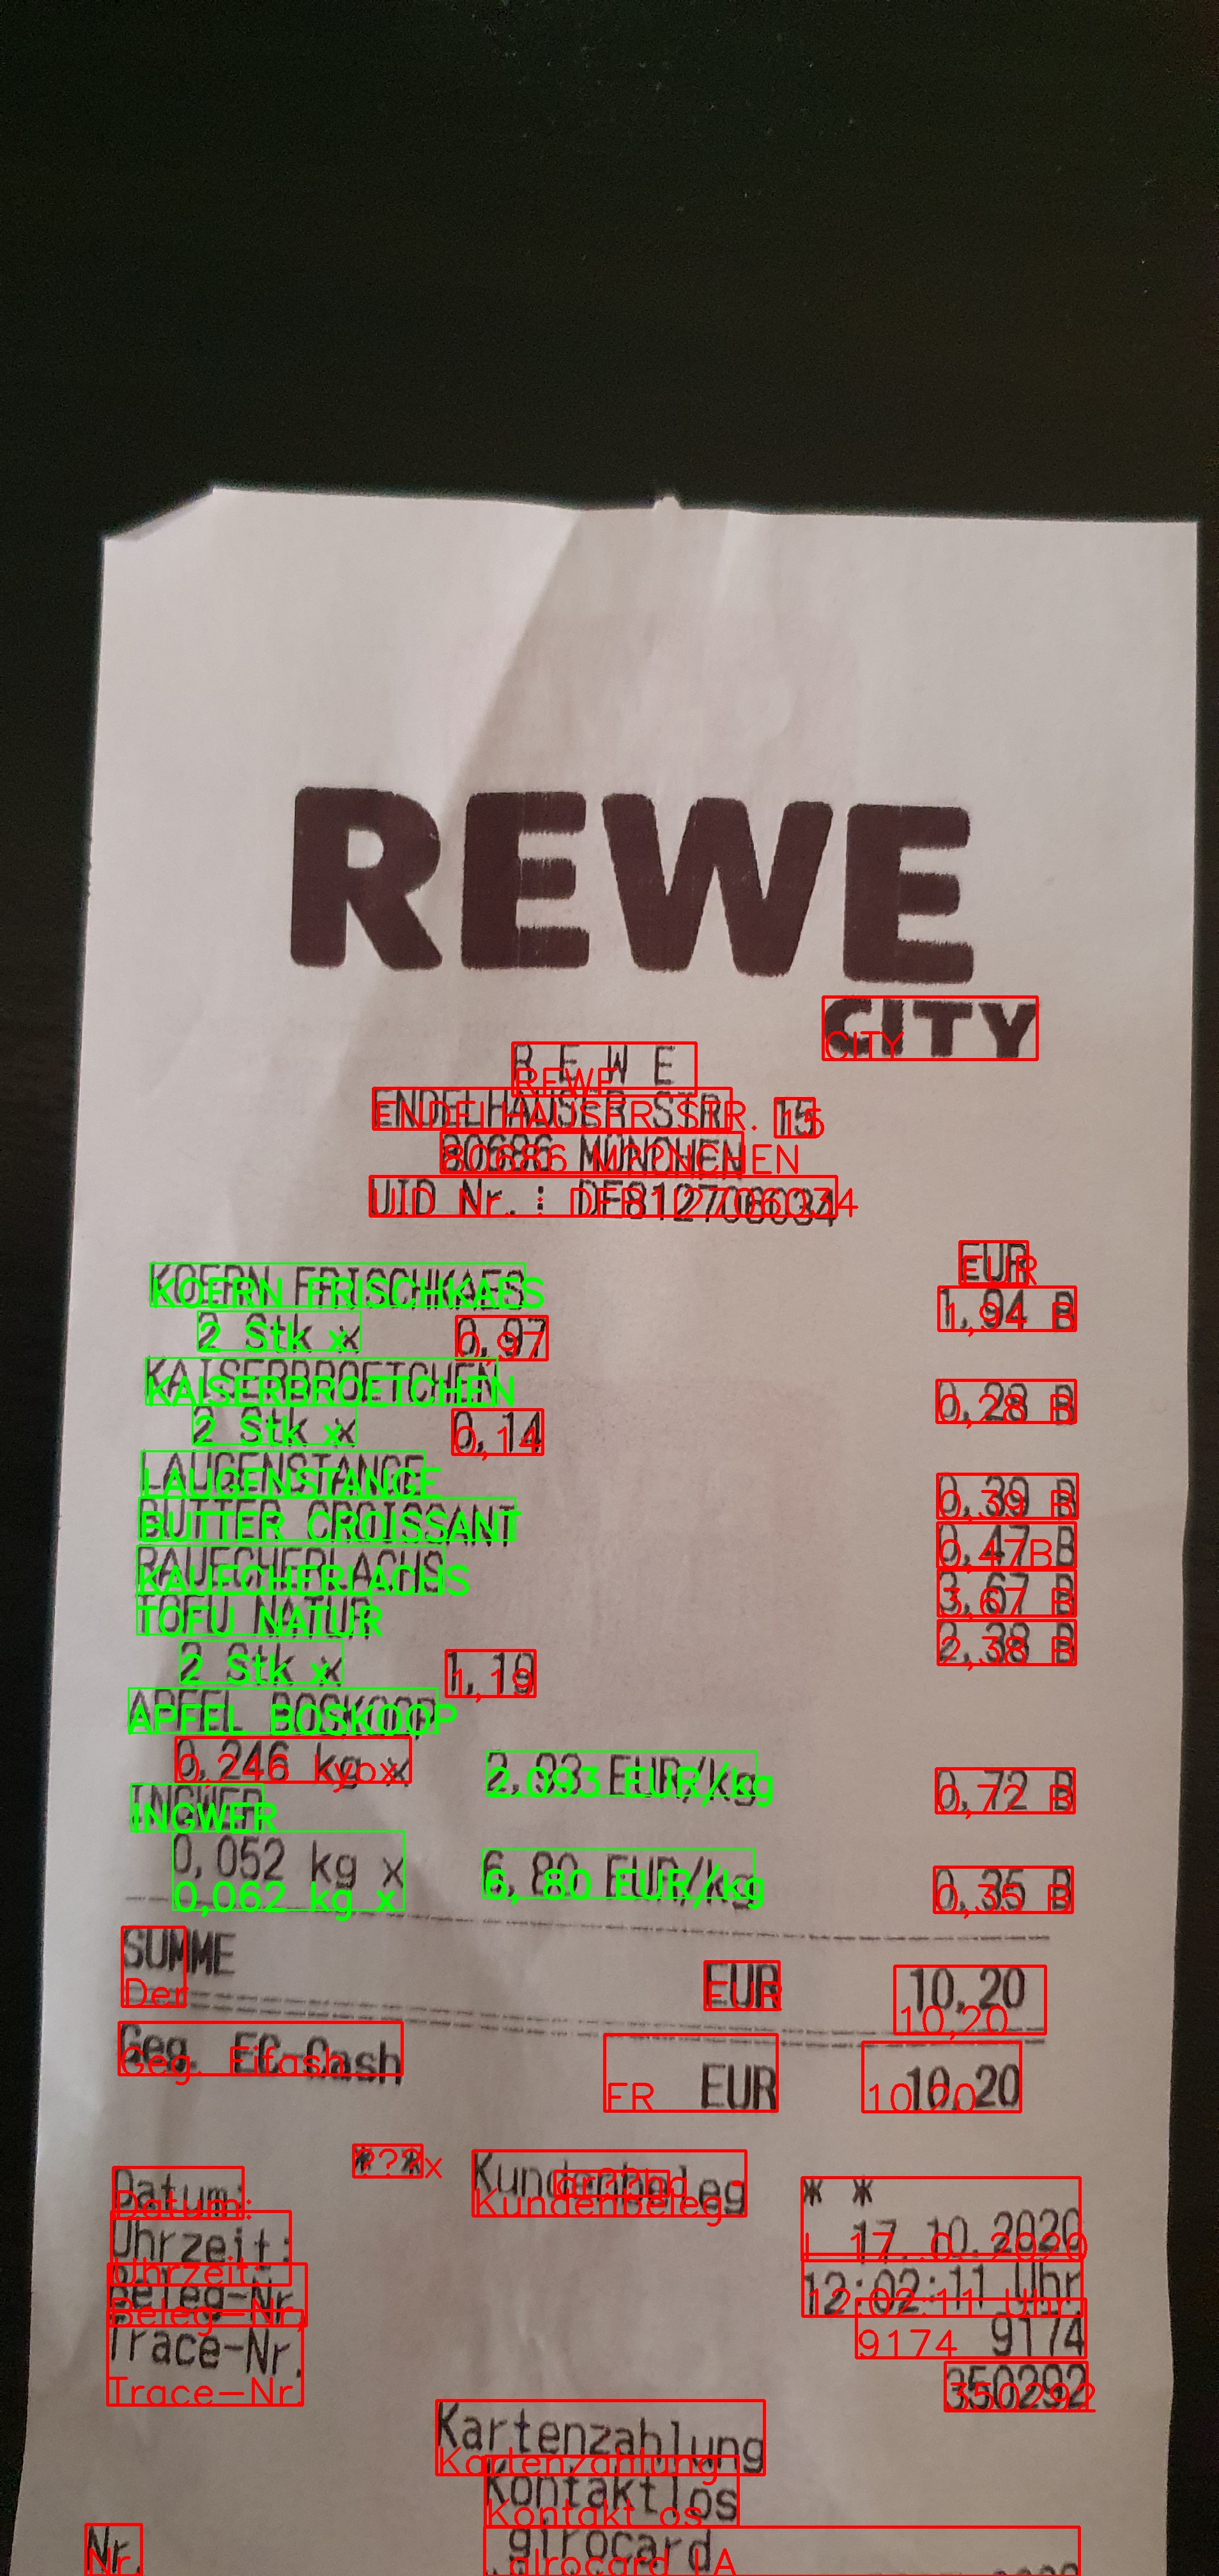 REWE
CITY
R E W E
ENDELHAUSER STR. 15
80686 MÜNCHEN
UID Nr. : DE812706034
EUR
KOERN FRISCHKAES 1,94 B
2 Stk x 0,97
KAISERBROETCHEN 0,28 B
2 Stk x 0,14
LAUGENSTANGE 0,39 B
BUTTER CROISSANT 0,47 B
RAUECHERLACHS 3,67 B
TOFU NATUR 2,38 B
2 Stk x 1,19
APFEL BOSKOOP 0,72 B
0,246 kg x 2,93 EUR/kg
INGWER 0,35 B
0,052 kg x 6,80 EUR/kg
SUMME EUR 10,20
Geg. EC-Cash EUR 10,20
* * Kundenbeleg * *
Datum: 17.10.2020
Uhrzeit: 12:02:11 Uhr
Beleg-Nr. 9174
Trace-Nr. 350292
Kartenzahlung
Kontaktlos
girocard
Nr.